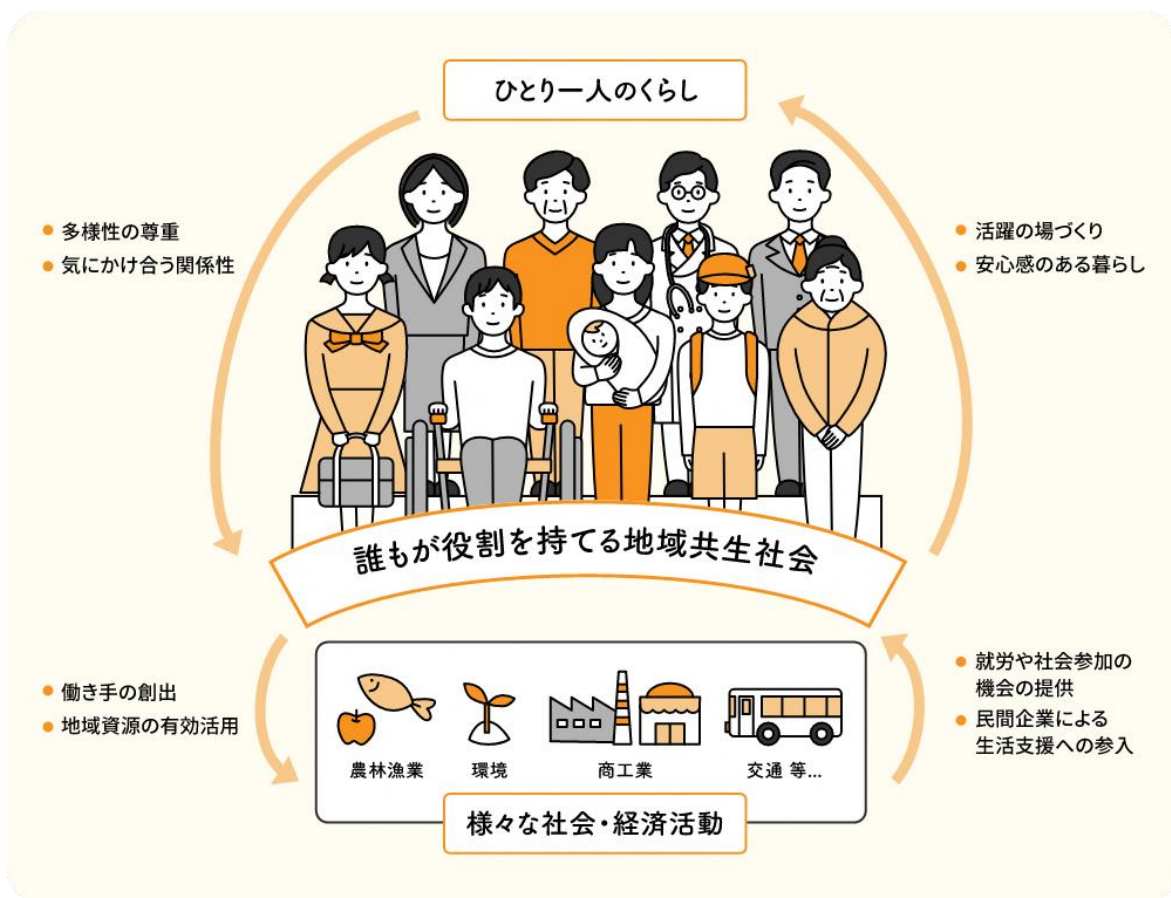 ひとり一人のくらし
多様性の尊重
気にかけ合う関係性
活躍の場づくり
安心感のある暮らし
誰もが役割を持てる地域共生社会
働き手の創出
地域資源の有効活用
就労や社会参加の
機会の提供
民間企業による
生活支援への参入
農林漁業
環境
商工業
交通 等...
様々な社会・経済活動